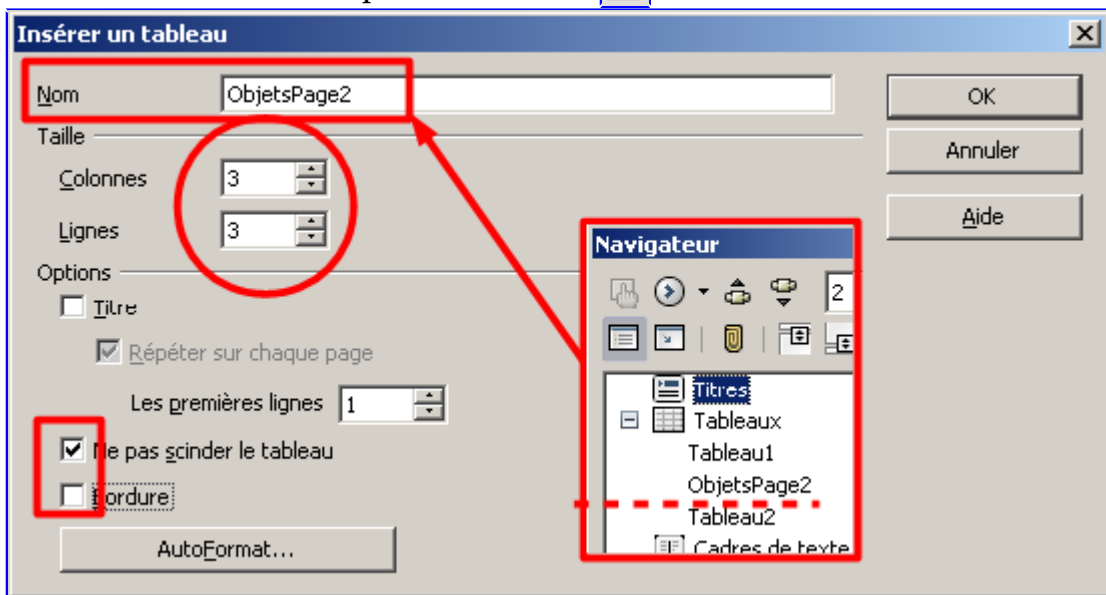 Insérer un tableau
Nom ObjetsPage2
OK
Taille
Annuler
Colonnes 3
Lignes 3
Aide
Options
Titre
Répéter sur chaque page
Les premières lignes 1
Ne pas scinder le tableau
Bordure
AutoFormat...
Navigateur
2
Titres
Tableaux
Tableau1
ObjetsPage2
Tableau2
Cadres de texte